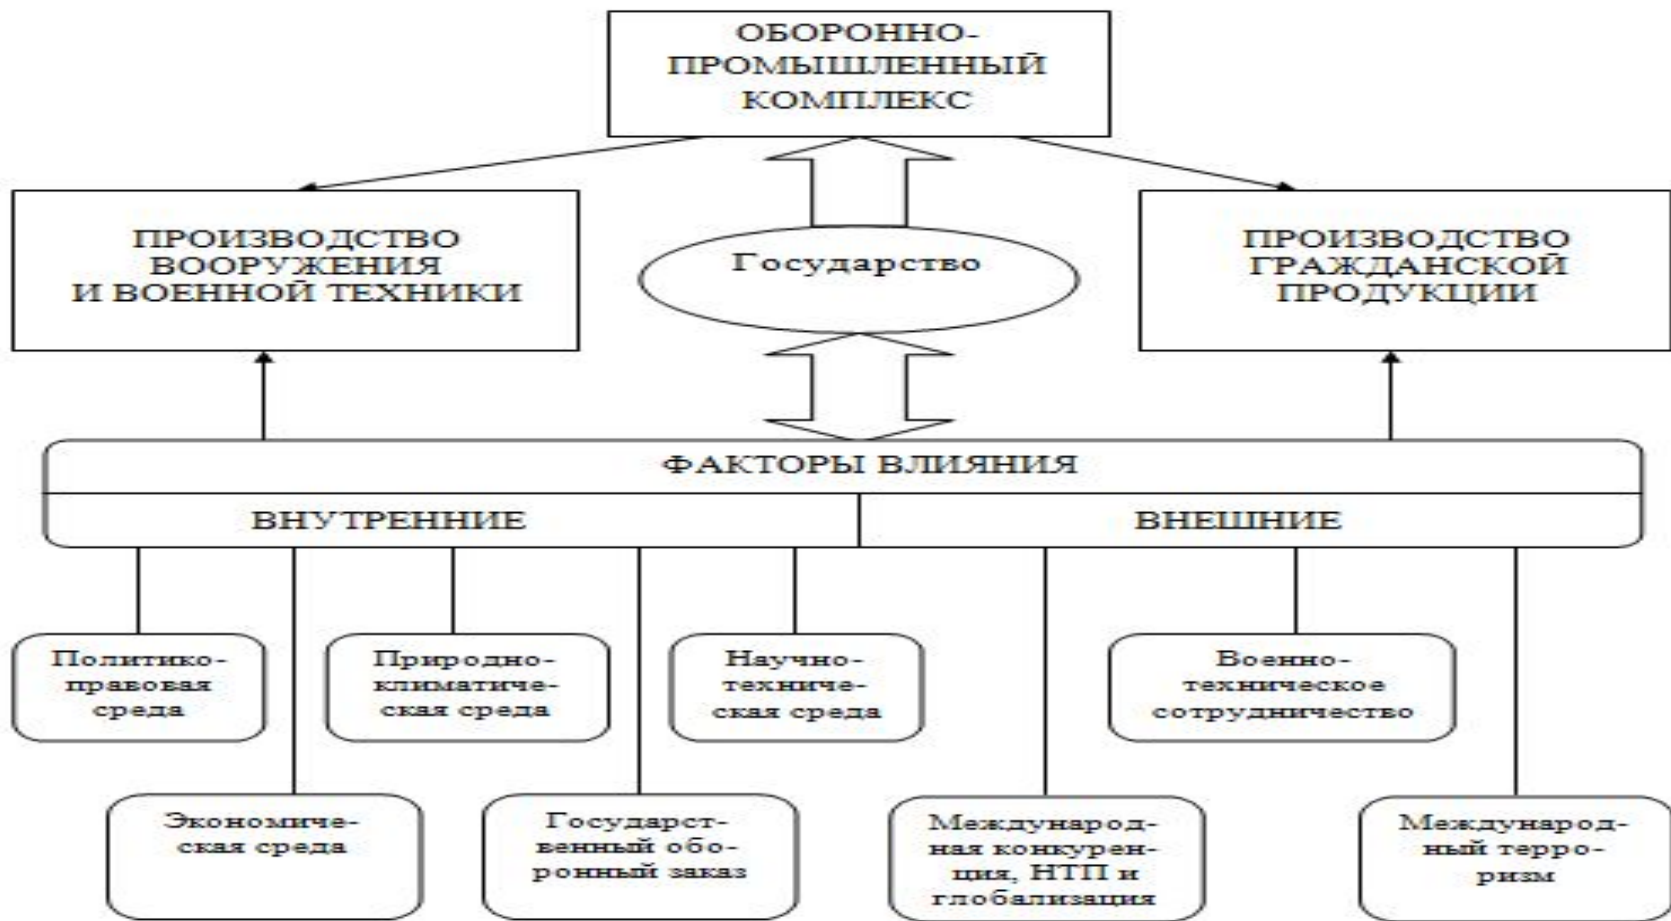 ОБОРОННО-
ПРОМЫШЛЕННЫЙ
КОМПЛЕКС
ПРОИЗВОДСТВО
ВООРУЖЕНИЯ
И ВОЕННОЙ ТЕХНИКИ
Государство
ПРОИЗВОДСТВО
ГРАЖДАНСКОЙ
ПРОДУКЦИИ
ФАКТОРЫ ВЛИЯНИЯ
ВНУТРЕННИЕ
ВНЕШНИЕ
Политико-
правовая
среда
Природно-
климатиче-
ская среда
Научно-
техниче-
ская среда
Военно-
техническое
сотрудничество
Экономиче-
ская среда
Государст-
венный обо-
ронный заказ
Международ-
ная конкурен-
ция, НТП и
глобализация
Международ-
ный терро-
ризм